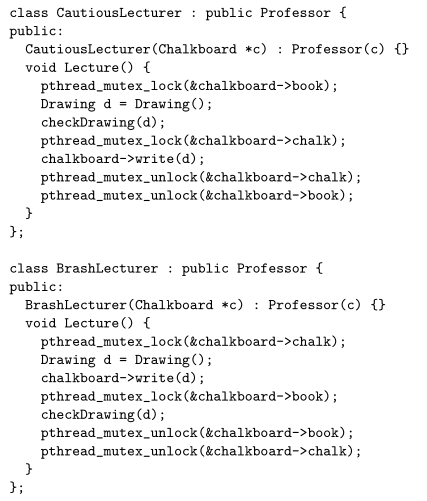 class CautiousLecturer : public Professor {
public:
  CautiousLecturer(Chalkboard *c) : Professor(c) {}
  void Lecture() {
    pthread_mutex_lock(&chalkboard->book);
    Drawing d = Drawing();
    checkDrawing(d);
    pthread_mutex_lock(&chalkboard->chalk);
    chalkboard->write(d);
    pthread_mutex_unlock(&chalkboard->chalk);
    pthread_mutex_unlock(&chalkboard->book);
  }
};

class BrashLecturer : public Professor {
public:
  BrashLecturer(Chalkboard *c) : Professor(c) {}
  void Lecture() {
    pthread_mutex_lock(&chalkboard->chalk);
    Drawing d = Drawing();
    chalkboard->write(d);
    pthread_mutex_lock(&chalkboard->book);
    checkDrawing(d);
    pthread_mutex_unlock(&chalkboard->book);
    pthread_mutex_unlock(&chalkboard->chalk);
  }
};